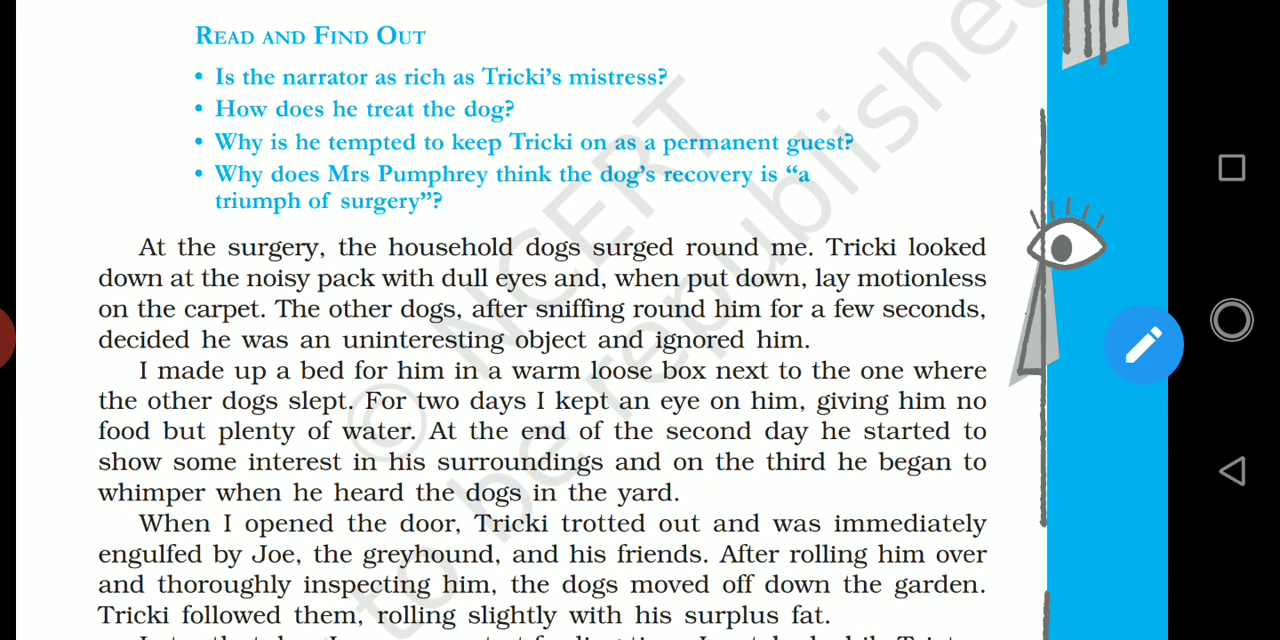 READ AND FIND OUT
• Is the narrator as rich as Tricki's mistress?
• How does he treat the dog?
• Why is he tempted to keep Tricki on as a permanent guest?
• Why does Mrs Pumphrey think the dog's recovery is “a
triumph of surgery”?
At the surgery, the household dogs surged round me. Tricki looked
down at the noisy pack with dull eyes and, when put down, lay motionless
on the carpet. The other dogs, after sniffing round him for a few seconds,
decided he was an uninteresting object and ignored him.
I made up a bed for him in a warm loose box next to the one where
the other dogs slept. For two days I kept an eye on him, giving him no
food but plenty of water. At the end of the second day he started to
show some interest in his surroundings and on the third he began to
whimper when he heard the dogs in the yard.
When I opened the door, Tricki trotted out and was immediately
engulfed by Joe, the greyhound, and his friends. After rolling him over
and thoroughly inspecting him, the dogs moved off down the garden.
Tricki followed them, rolling slightly with his surplus fat.
© NCERT
to be republished